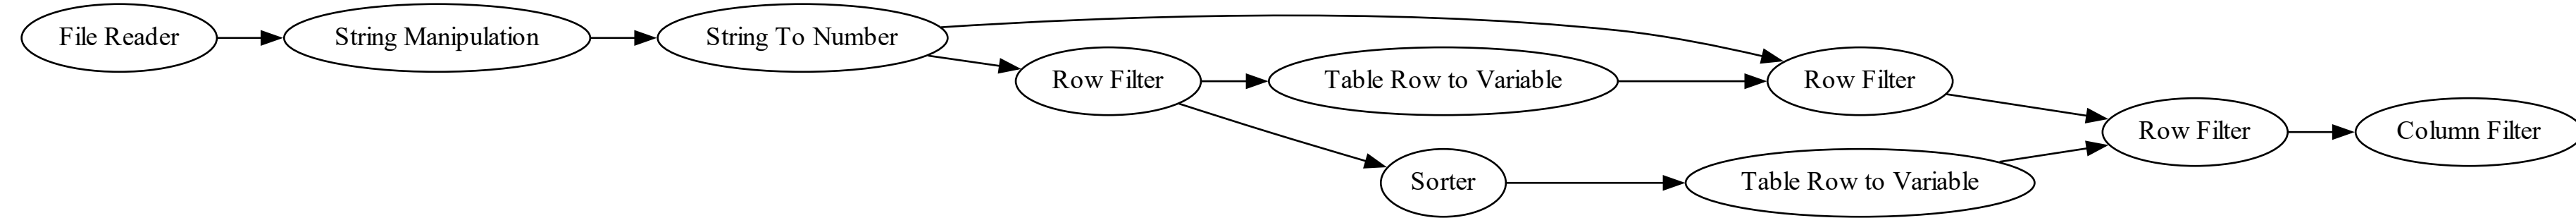 File Reader
String Manipulation
String To Number
Row Filter
Table Row to Variable
Row Filter
Sorter
Table Row to Variable
Row Filter
Column Filter